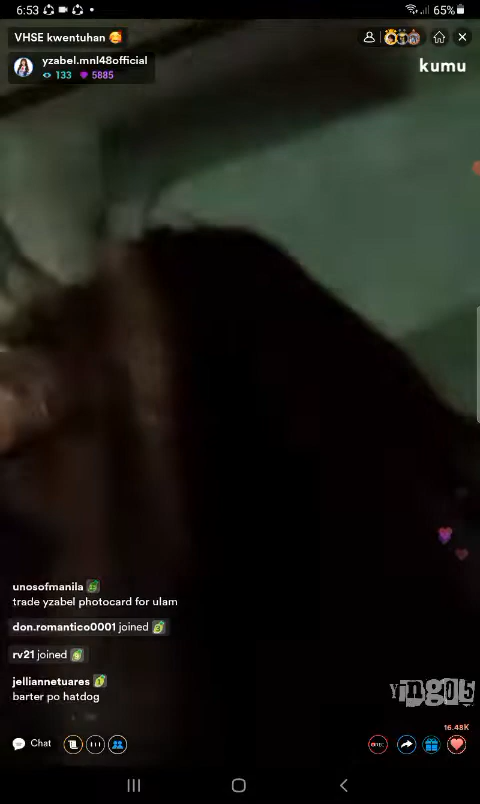 6:53
65%
VHSE kwentuhan 🥰
yzabel.mnl48official
133 5885
kumu
unosofmanila
trade yzabel photocard for ulam
don.romantico0001 joined
rv21 joined
jelliannetuares
barter po hatdog
Yingo5
16.48K
Chat